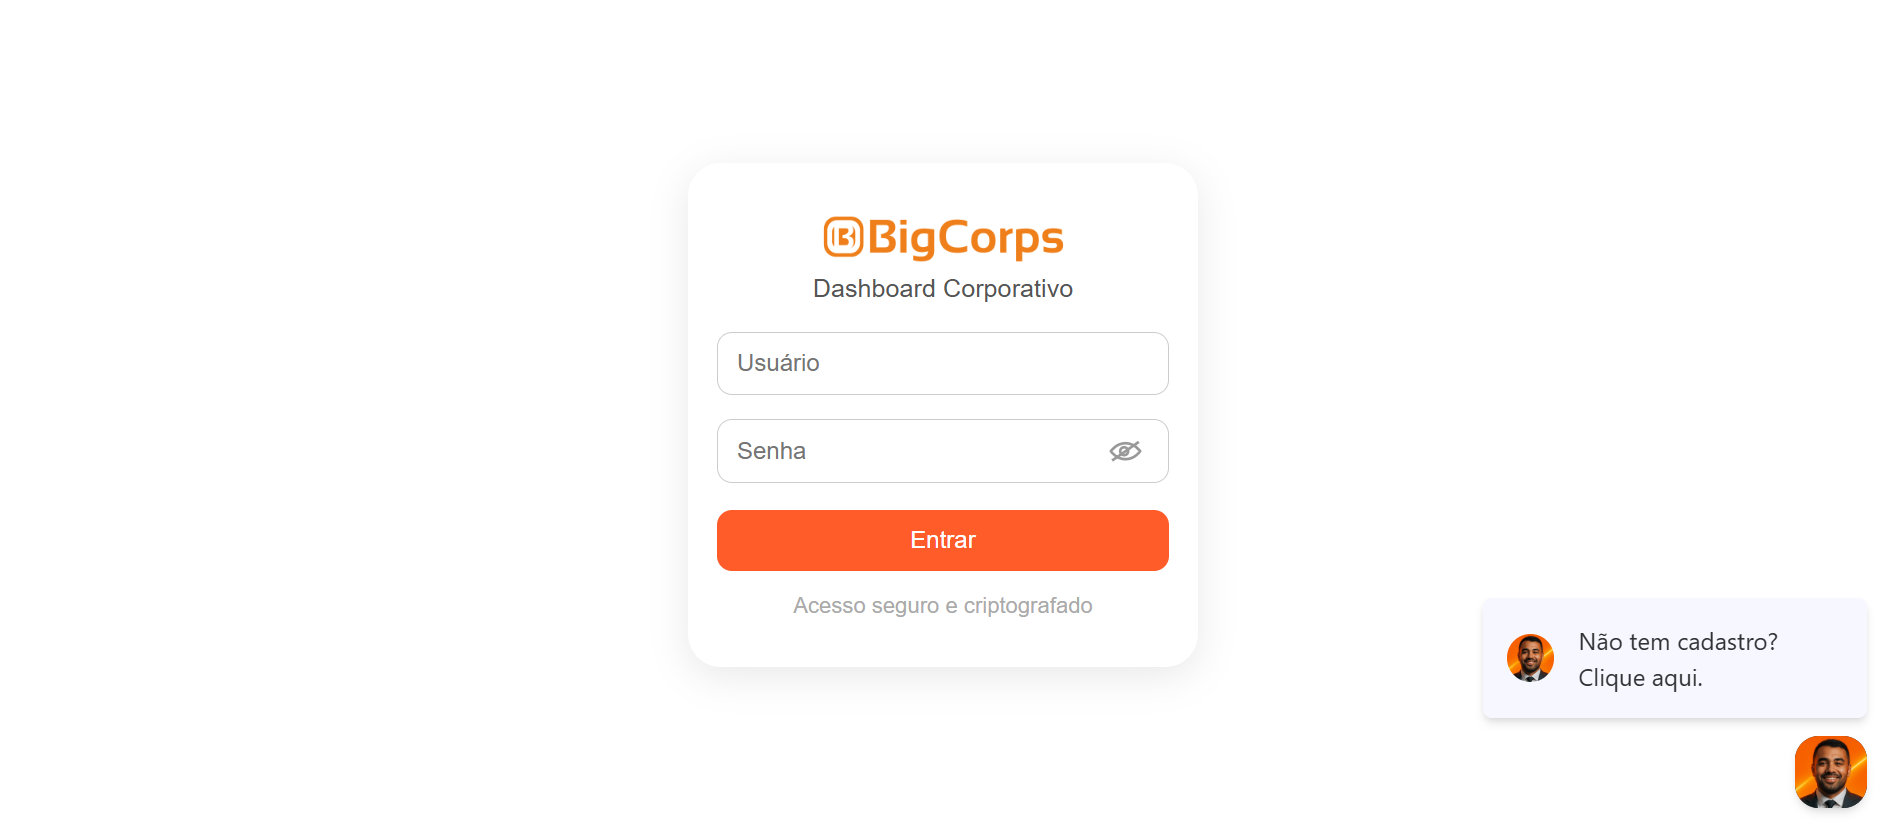 BigCorps
Dashboard Corporativo
Usuário
Senha
Entrar
Acesso seguro e criptografado
Não tem cadastro?
Clique aqui.